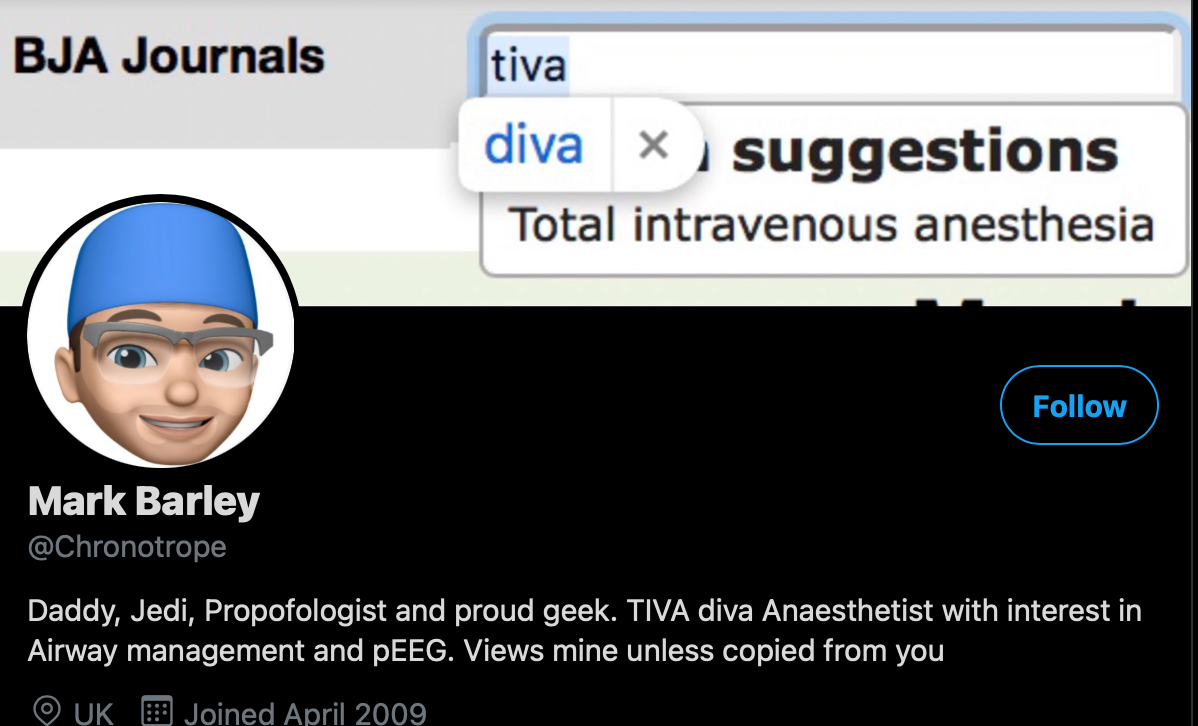 BJA Journals
tiva
diva ×
suggestions
Total intravenous anesthesia
Follow
Mark Barley
@Chronotrope
Daddy, Jedi, Propofologist and proud geek. TIVA diva Anaesthetist with interest in
Airway management and pEEG. Views mine unless copied from you
UK Joined April 2009